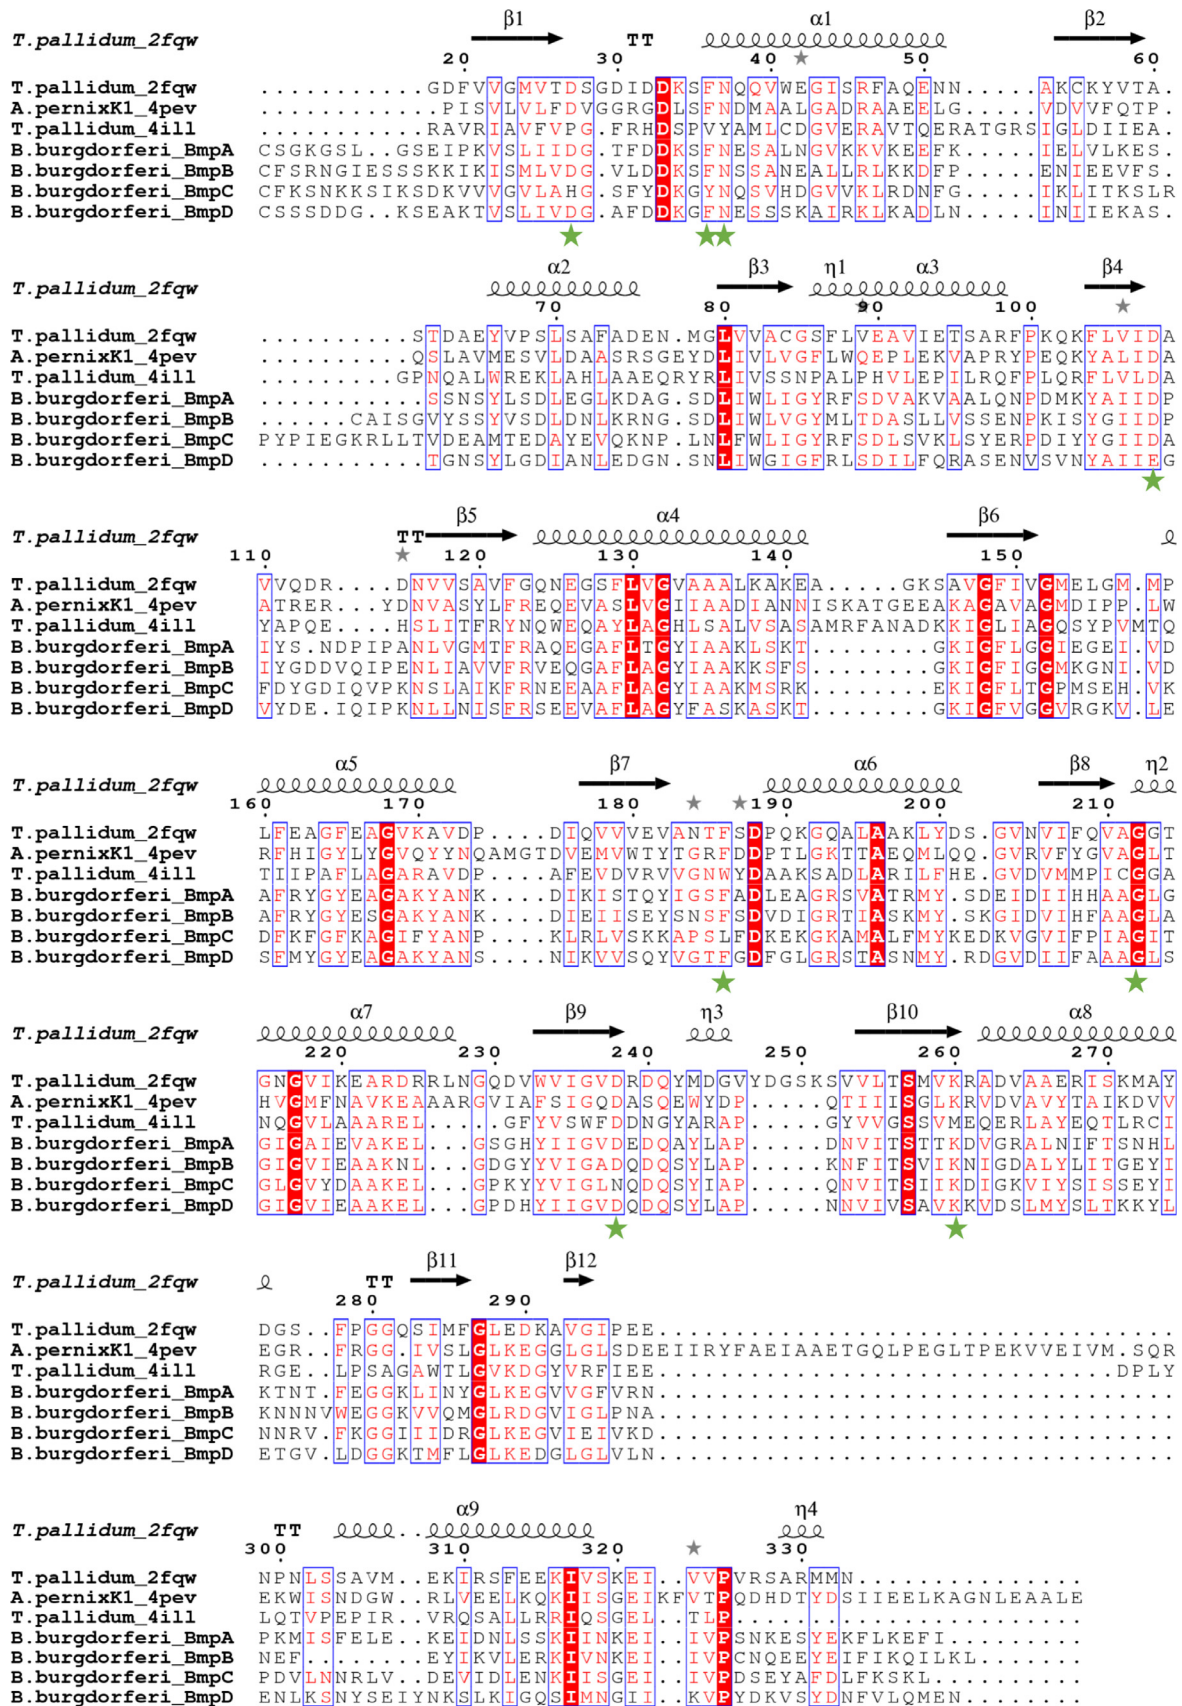 β1 α1 β2
T.pallidum_2fqw TT
20 30 40 50 60
T.pallidum_2fqw ...........GDFVVGMVTDSGDIDDKSFNQQVWEGISRFAQENN.....AKCKYVTA.
A.pernixK1_4pev ...........PISVLVLFDVGGRGDLSFNDMAALGADRAAEELG.....VDVVFQTP.
T.pallidum_4ill ...........RAVRIAVFVPG.FRHDSPVYAMLCDGVERAVTQERATGRSIGLDIIEA.
B.burgdorferi_BmpA CSGKGSL..GSEIPKVSLIIDG.TFDDKSFNESALNGVKKVKEEFK.....IELVLKES.
B.burgdorferi_BmpB CFSRNGIESSSKKIKISMLVDG.VLDDKSFNSSANEALLRLKKDFP.....ENIEEVFS.
B.burgdorferi_BmpC CFKSNKKSIKSDKVVVGVLAHG.SFYDKGYNQSVHDGVVKLRDNFG.....IKLITKSLR
B.burgdorferi_BmpD CSSSDDG..KSEAKTVSLIVDG.AFDDKGFNESSSKAIRKLKADLN.....INIIEKAS.
α2 β3 η1 α3 β4
T.pallidum_2fqw
70 80 90 100
T.pallidum_2fqw ..........STDAEYVPSLSAFADEN.MGLVVACGSFLVEAVIETSARFPKQKFLVIDA
A.pernixK1_4pev ..........QSLAVMESVLDAASRSGEYDLIVLVGFLWQEPLEKVAPRYPEQKYALIDA
T.pallidum_4ill .........GPNQALWREKLAHLAAEQRYRLIVSSNPALPHVLEPILRQFPLQRFLVLDA
B.burgdorferi_BmpA ..........SSNSYLSDLEGLKDAG.SDLIWLIGYRFSDVAKVAALQNPDMKYAIIDP
B.burgdorferi_BmpB ......CAISGVYSSYVSDLDNLKRNG.SDLIWLVGYMLTDASLLVSSENPKISYGIIDP
B.burgdorferi_BmpC PYPIEGKRLLTVDEAMTEDAYEVQKNP.LNLFWLIGYRFSDLSVKLSYERPDIYYGIIDA
B.burgdorferi_BmpD ...........TGNSYLGDIANLEDGN.SNLIWGIGFRLSDILFQRASENVSVNYAIIEG
β5 α4 β6
T.pallidum_2fqw TT
110 120 130 140 150
T.pallidum_2fqw VVQDR....DNVVSAVFGQNEGSFLVGVAAALKAKEA.....GKSAVGFIVGMELGM.MP
A.pernixK1_4pev ATRER...YDNVASYLFREQEVASLVGIIAADIANNISKATGEEAKAGAVAGMDIPP.LW
T.pallidum_4ill YAPQE....HSLITFRYNQWEQAYLAGHLSALVSASAMRFANADKKIGLIAGQSYPVMTQ
B.burgdorferi_BmpA IYS.NDPIPANLVGMTFRAQEGAFLTGYIAAKLSKT.........GKIGFLGGIEGEI.VD
B.burgdorferi_BmpB IYGDDVQIPENLIAVVFRVEQGAFLAGYIAAKKSFS.........GKIGFIGGMKGNI.VD
B.burgdorferi_BmpC FDYGDIQVPKNSLAIKFRNEEAAFLAGYIAAKMSRK.........EKIGFLTGPMSEH.VK
B.burgdorferi_BmpD VYDE.IQIPKNLLNISFRSEEVAFLAGYFASKASKT.........GKIGFVGGVRGKV.LE
α5 β7 α6 β8 η2
T.pallidum_2fqw
160 170 180 190 200 210
T.pallidum_2fqw LFEAGFEAGVKAVDP....DIQVVVEVANTFSDPQKGQALAAKLYDS.GVNVIFQVAGGT
A.pernixK1_4pev RFHIGYLYGVQYYNQAMGTDVEMVWTYTGRFDDPTLGKTTAEQMLQQ.GVRVFYGVAGLT
T.pallidum_4ill TIIPAFLAGARAVDP....AFEVDVRVVGNWYDAAKSADLARILFHE.GVDVMMPICGGA
B.burgdorferi_BmpA AFRYGYEAGAKYANK....DIKISTQYIGSFADLEAGRSVATRMYSDEIDIIHHAAGLG
B.burgdorferi_BmpB AFRYGYESGAKYANK....DIEIISEYSNSFSDVDIGRTIASKMYSKGIDVIHFAAGLA
B.burgdorferi_BmpC DFKFGFKAGIFYANP....KLRLVSKKAPSLFDKEKGKAMALFMYKEDKVGVIFPIAGIT
B.burgdorferi_BmpD SFMYGYEAGAKYANS....NIKVVSQYVGTFGDFGLGRSTASNMY.RDGVDIIFAAAGLS
α7 β9 η3 β10 α8
T.pallidum_2fqw
220 230 240 250 260 270
T.pallidum_2fqw GNGVIKEARDRRLNGQDVWVIGVDRDQYMDGVYDGSKSVVLTSMVKRADVAAERISKMAY
A.pernixK1_4pev HVGMFNAVKEAAARGVIAFSIGQDASQEWYDP.....QTIIISGLKRVDVAVYTAIKDVV
T.pallidum_4ill NQGVLAAAREL...GFYVSWFDDNGYARAP.....GYVVGSSVMEQERLAYEQTLRCI
B.burgdorferi_BmpA GIGAIEVAKEL...GSGHYIIGVDEDQAYLAP.....DNVITSTTKDVGRALNIFTSNHL
B.burgdorferi_BmpB GIGVIEAAKNL...GDGYYVIGADQDQSYLAP.....KNFITSVIKNIGDALYLITGEYI
B.burgdorferi_BmpC GLGVYDAAKEL...GPKYYVIGLNQDQSYIAP.....QNVITSIIKDIGKVIYSISSEYI
B.burgdorferi_BmpD GIGVIEAAKEL...GPDHYIIGVDQDQSYLAP.....NNVIVSAVKKVDSLMYSLTKKYL
β11 β12
T.pallidum_2fqw TT
280 290
T.pallidum_2fqw DGS..FPGGQSIMFGLEDKAVGIPEE..................................
A.pernixK1_4pev EGR..FRGG.IVSLGLKEGGLGLSDEEIIRYFAEIAAETGQLPEGLTPEKVVEIVM.SQR
T.pallidum_4ill RGE..LPSAGAWTLGVKDGYVRFIEE..............................DPLY
B.burgdorferi_BmpA KTNT.FEGGKLINYGLKEGVVGFVRN..................................
B.burgdorferi_BmpB KNNNVWEGGKVVQMGLRDGVIGLPNA..................................
B.burgdorferi_BmpC NNRV.FKGGIIIDRGLKEGVIEIVKD..................................
B.burgdorferi_BmpD ETGV.LDGGKTMFLGLKEDGLGLVLN..................................
α9 η4
T.pallidum_2fqw TT
300 310 320 330
T.pallidum_2fqw NPNLSSAVM..EKIRSFEEKIVSKEI..VVPVRSARMMN...............
A.pernixK1_4pev EKWISNDGW..RLVEELKQKIISGEIKFVTPQDHDTYDSIIEELKAGNLEAALE
T.pallidum_4ill LQTVPEPIR..VRQSALLRRIQSGEL..TLP.......................
B.burgdorferi_BmpA PKMISFELE..KEIDNLSSKIINKEI..IVPSNKESYEKFLKEFI.........
B.burgdorferi_BmpB NEF.......EYIKVLERKIVNKEI..IVPCNQEEYEIFIKQILKL........
B.burgdorferi_BmpC PDVLNNRLV..DEVIDLENKIISGEI..IVPDSEYAFDLFKSKL..........
B.burgdorferi_BmpD ENLKSNYSEIYNKSLKIGQSIMNGII..KVPYDKVSYDNFVLQMEN........